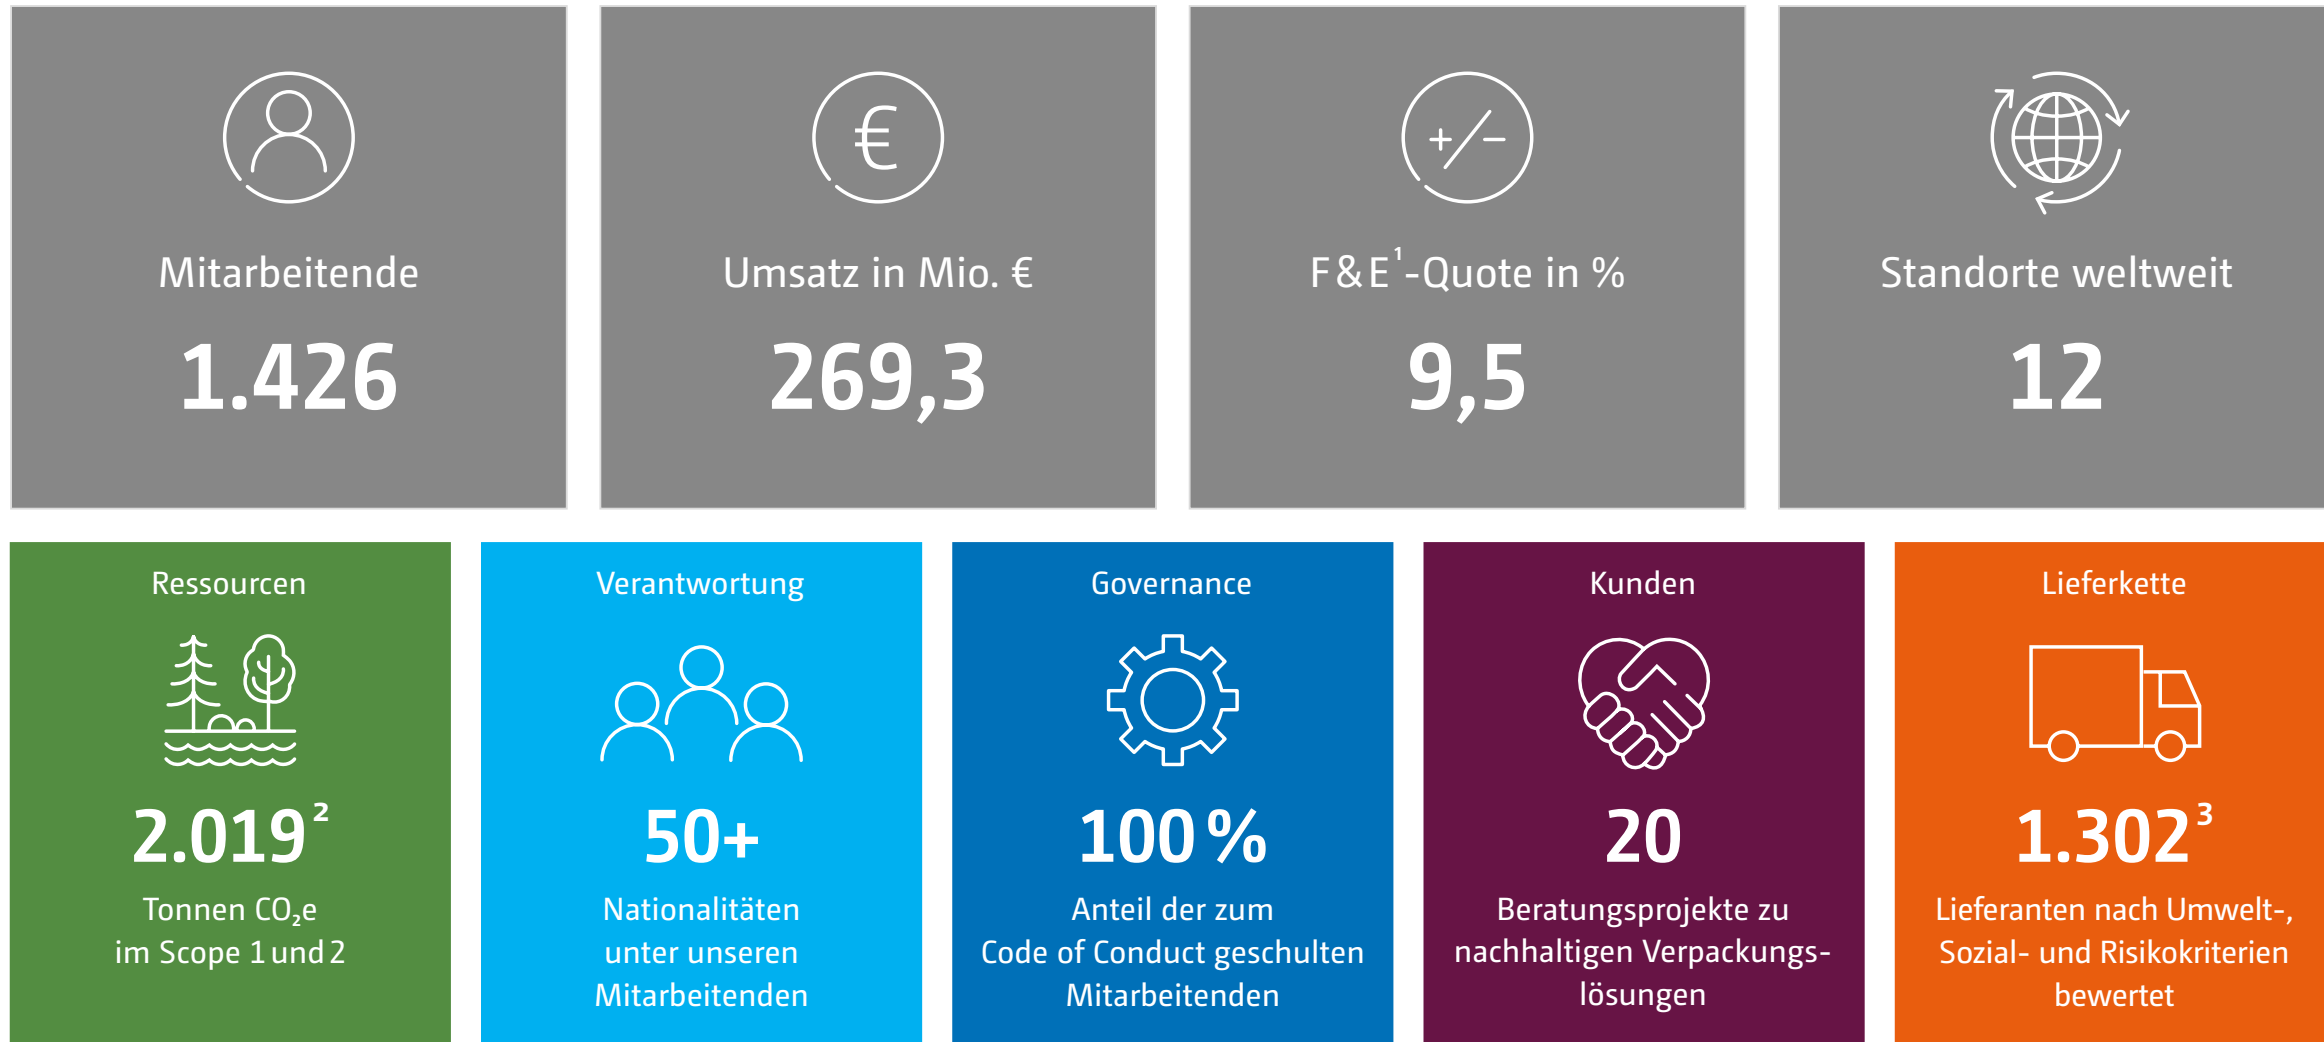 Mitarbeitende
1.426
Umsatz in Mio. €
269,3
F&E¹-Quote in %
9,5
Standorte weltweit
12
Ressourcen
2.019²
Tonnen CO₂e
im Scope 1 und 2
Verantwortung
50+
Nationalitäten
unter unseren
Mitarbeitenden
Governance
100 %
Anteil der zum
Code of Conduct geschulten
Mitarbeitenden
Kunden
20
Beratungsprojekte zu
nachhaltigen Verpackungs-
lösungen
Lieferkette
1.302³
Lieferanten nach Umwelt-,
Sozial- und Risikokriterien
bewertet